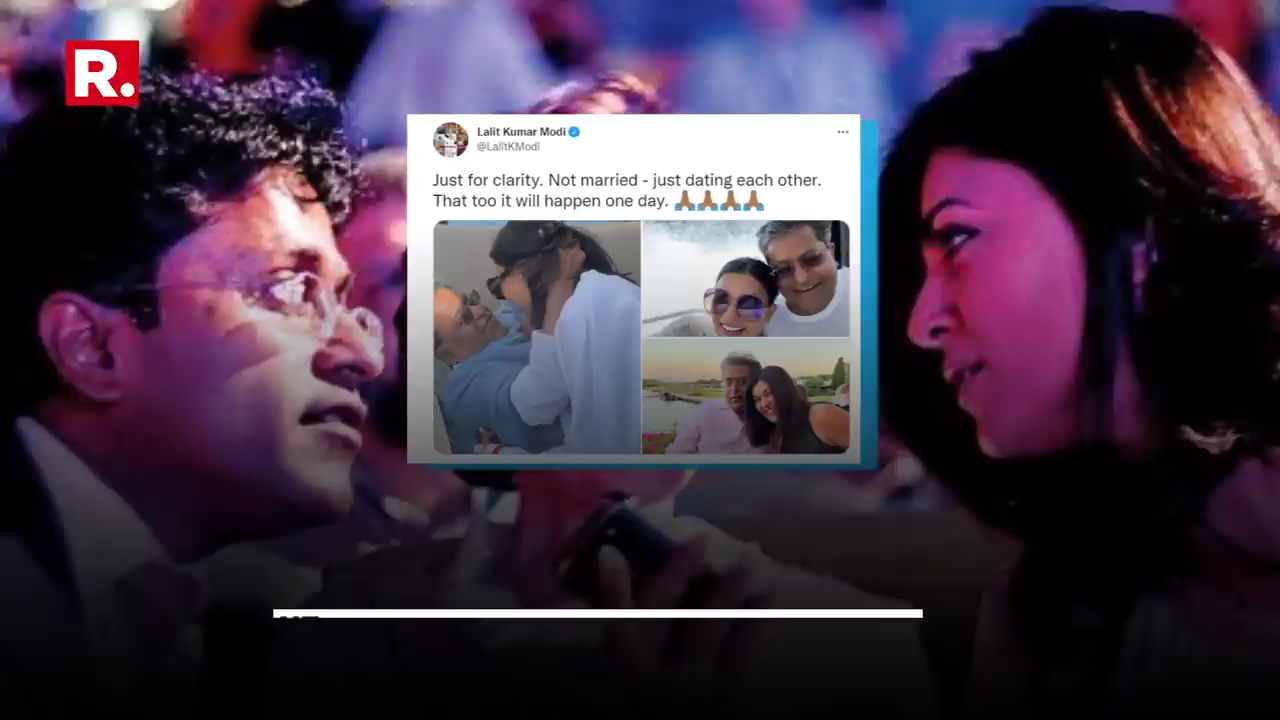 R.
Lalit Kumar Modi
@LalitKModi
Just for clarity. Not married - just dating each other.
That too it will happen one day. 🙏🏾🙏🏾🙏🏾🙏🏾